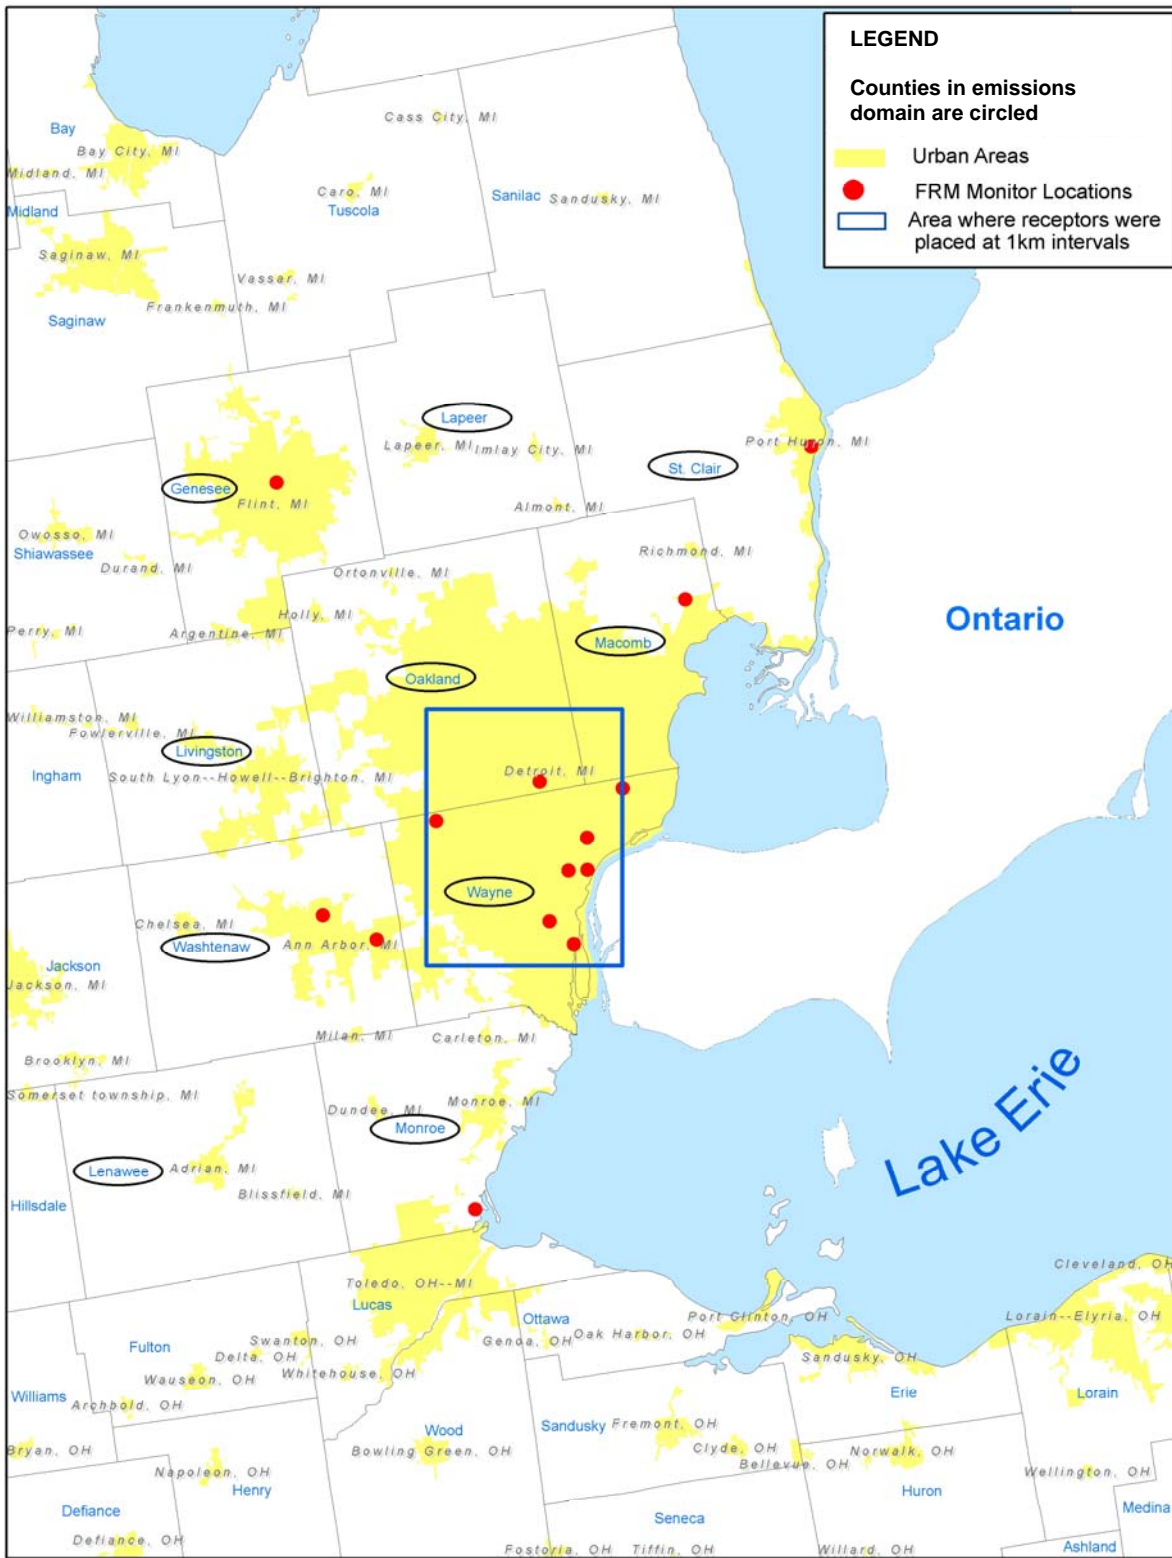 LEGEND
Counties in emissions
domain are circled
Urban Areas
FRM Monitor Locations
Area where receptors were
placed at 1km intervals
Cass City, MI
Bay
Bay City, MI
Midland, MI
Midland
Caro, MI
Tuscola
Sanilac
Sandusky, MI
Saginaw, MI
Vassar, MI
Frankenmuth, MI
Saginaw
Lapeer
Lapeer, MI
Imlay City, MI
Port Huron, MI
St. Clair
Genesee
Flint, MI
Almont, MI
Owosso, MI
Shiawassee
Durand, MI
Richmond, MI
Ortonville, MI
Holly, MI
Perry, MI
Argentine, MI
Ontario
Macomb
Oakland
Williamston, MI
Fowlerville, MI
Livingston
Ingham
South Lyon--Howell--Brighton, MI
Detroit, MI
Wayne
Chelsea, MI
Washtenaw
Ann Arbor, MI
Jackson
Jackson, MI
Milan, MI
Carleton, MI
Brooklyn, MI
Somerset township, MI
Dundee, MI
Monroe, MI
Monroe
Lake Erie
Lenawee
Adrian, MI
Blissfield, MI
Hillsdale
Cleveland, OH
Toledo, OH--MI
Lucas
Ottawa
Port Clinton, OH
Lorain--Elyria, OH
Fulton
Swanton, OH
Genoa, OH
Oak Harbor, OH
Delta, OH
Sandusky, OH
Wauseon, OH
Whitehouse, OH
Williams
Archbold, OH
Erie
Lorain
Wood
Sandusky
Fremont, OH
Bryan, OH
Bowling Green, OH
Clyde, OH
Bellevue, OH
Norwalk, OH
Napoleon, OH
Henry
Wellington, OH
Huron
Medina
Defiance
Seneca
Defiance, OH
Fostoria, OH
Tiffin, OH
Willard, OH
Ashland